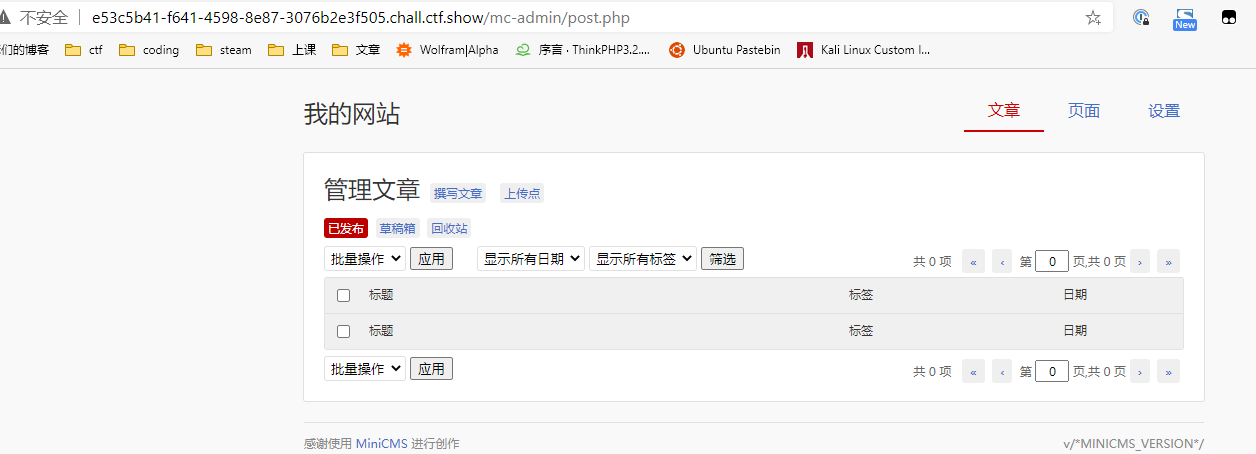 不安全 e53c5b41-f641-4598-8e87-3076b2e3f505.chall.ctf.show/mc-admin/post.php
New
们的博客 ctf coding steam 上课 文章 Wolfram|Alpha 序言 · ThinkPHP3.2.... Ubuntu Pastebin Kali Linux Custom I...
我的网站 文章 页面 设置
管理文章 撰写文章 上传点
已发布 草稿箱 回收站
批量操作 应用 显示所有日期 显示所有标签 筛选 共 0 项 « ‹ 第 0 页,共 0 页 › »
标题 标签 日期
标题 标签 日期
批量操作 应用 共 0 项 « ‹ 第 0 页,共 0 页 › »
感谢使用 MiniCMS 进行创作 v/*MINICMS_VERSION*/